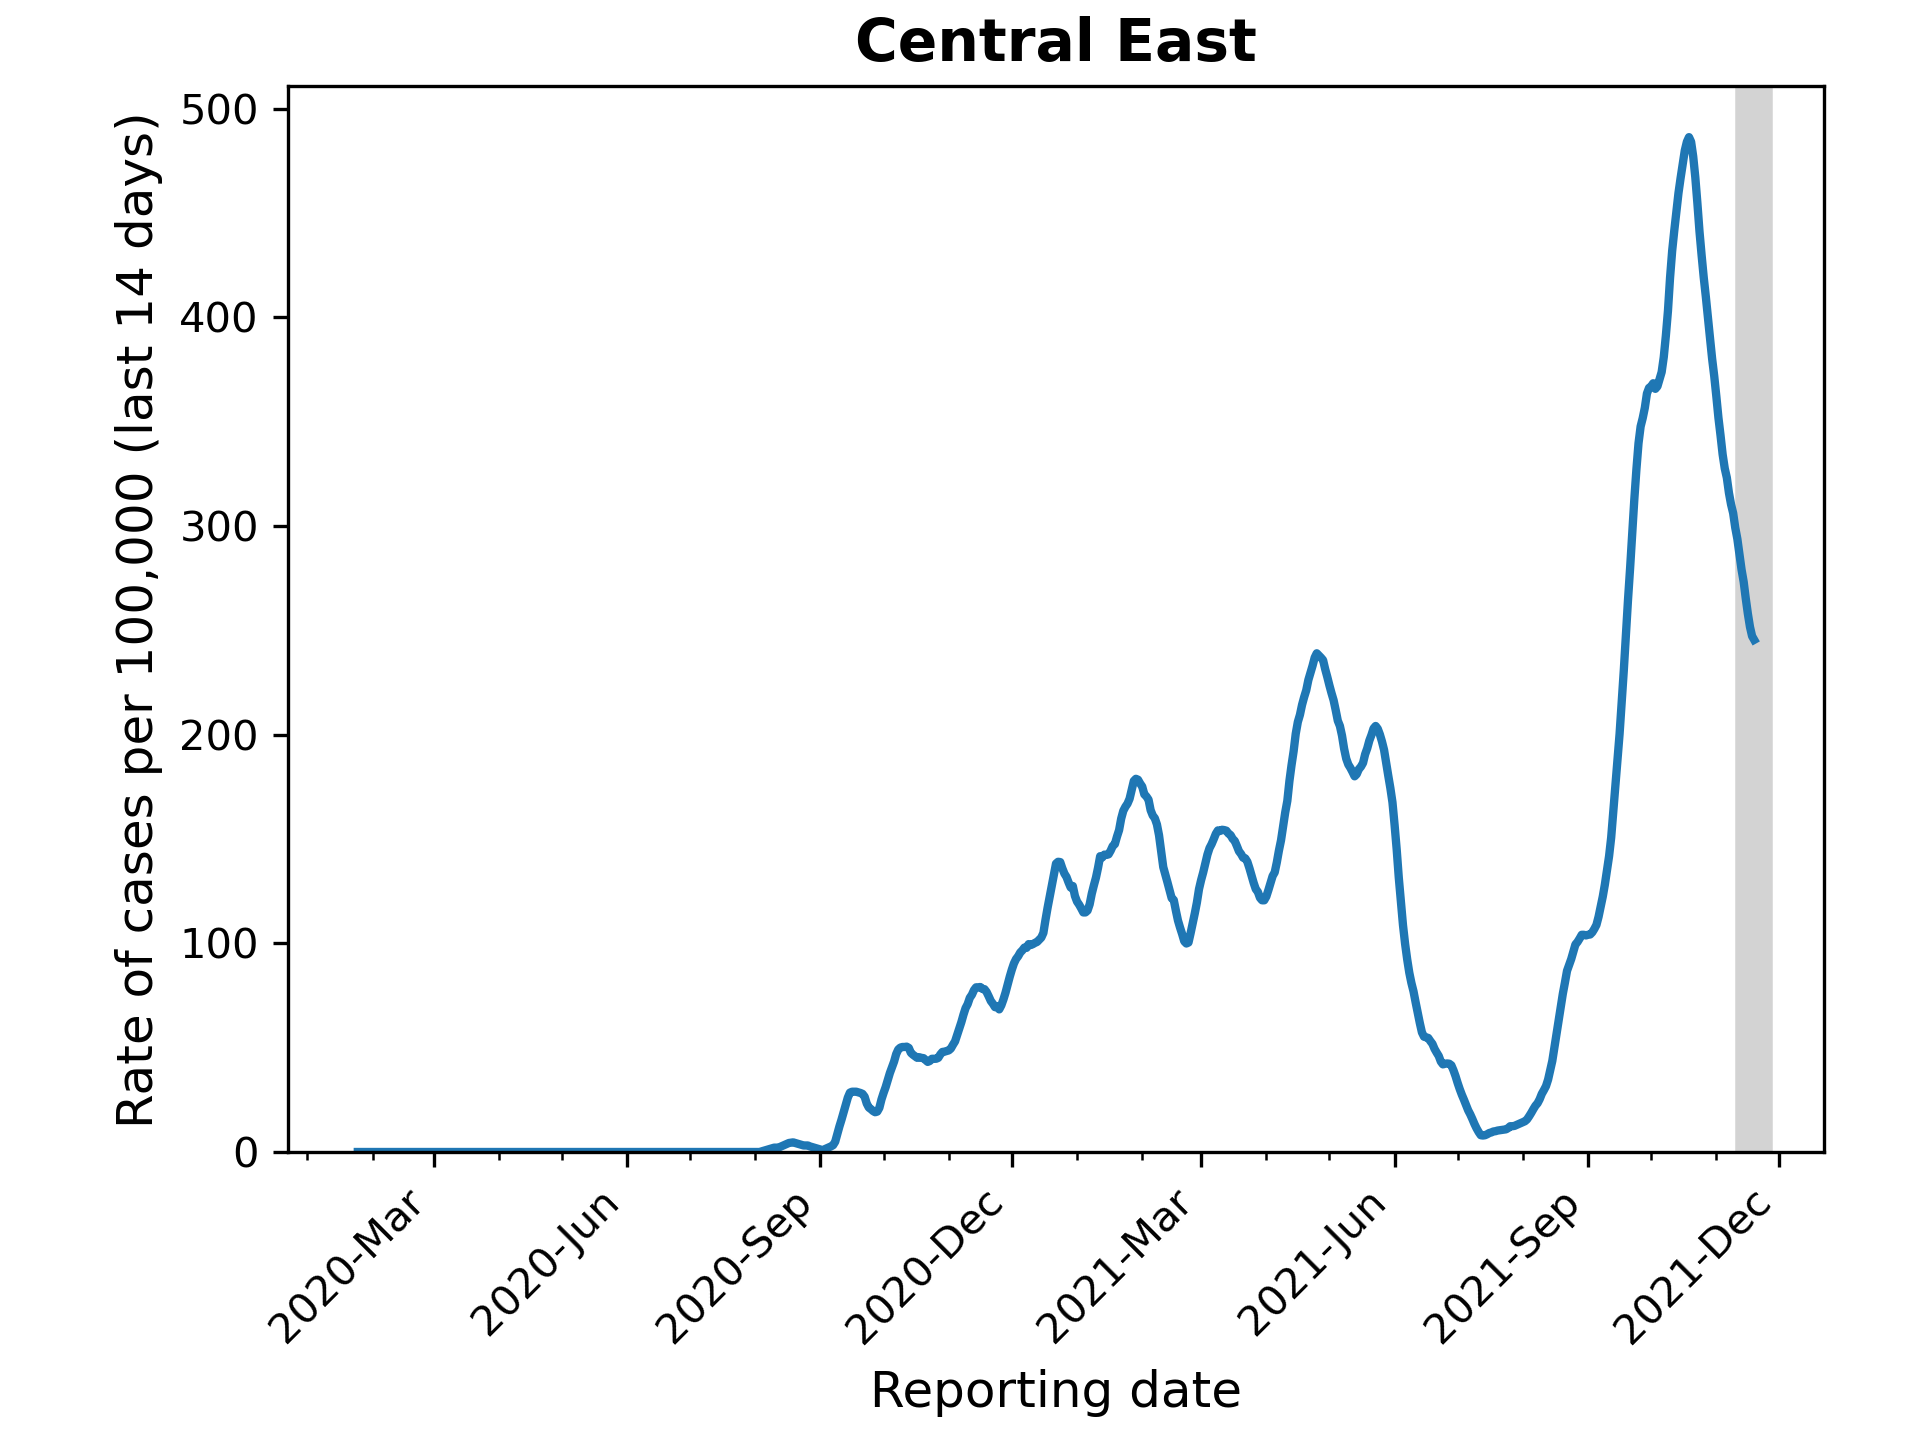 Central East
Rate of cases per 100,000 (last 14 days)
500
400
300
200
100
0
2020-Mar
2020-Jun
2020-Sep
2020-Dec
2021-Mar
2021-Jun
2021-Sep
2021-Dec
Reporting date